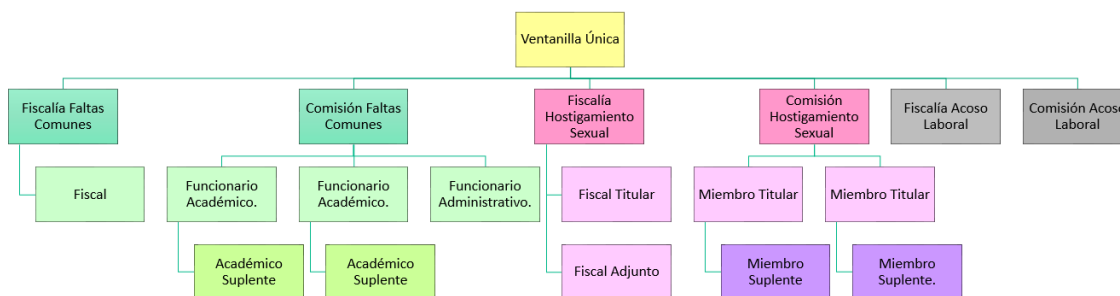 Ventanilla Única
Fiscalía Faltas
Comunes
Comisión Faltas
Comunes
Fiscalía
Hostigamiento
Sexual
Comisión
Hostigamiento
Sexual
Fiscalía Acoso
Laboral
Comisión Acoso
Laboral
Fiscal
Funcionario
Académico.
Funcionario
Académico.
Funcionario
Administrativo.
Fiscal Titular
Miembro Titular
Miembro Titular
Académico
Suplente
Académico
Suplente
Fiscal Adjunto
Miembro
Suplente
Miembro
Suplente.